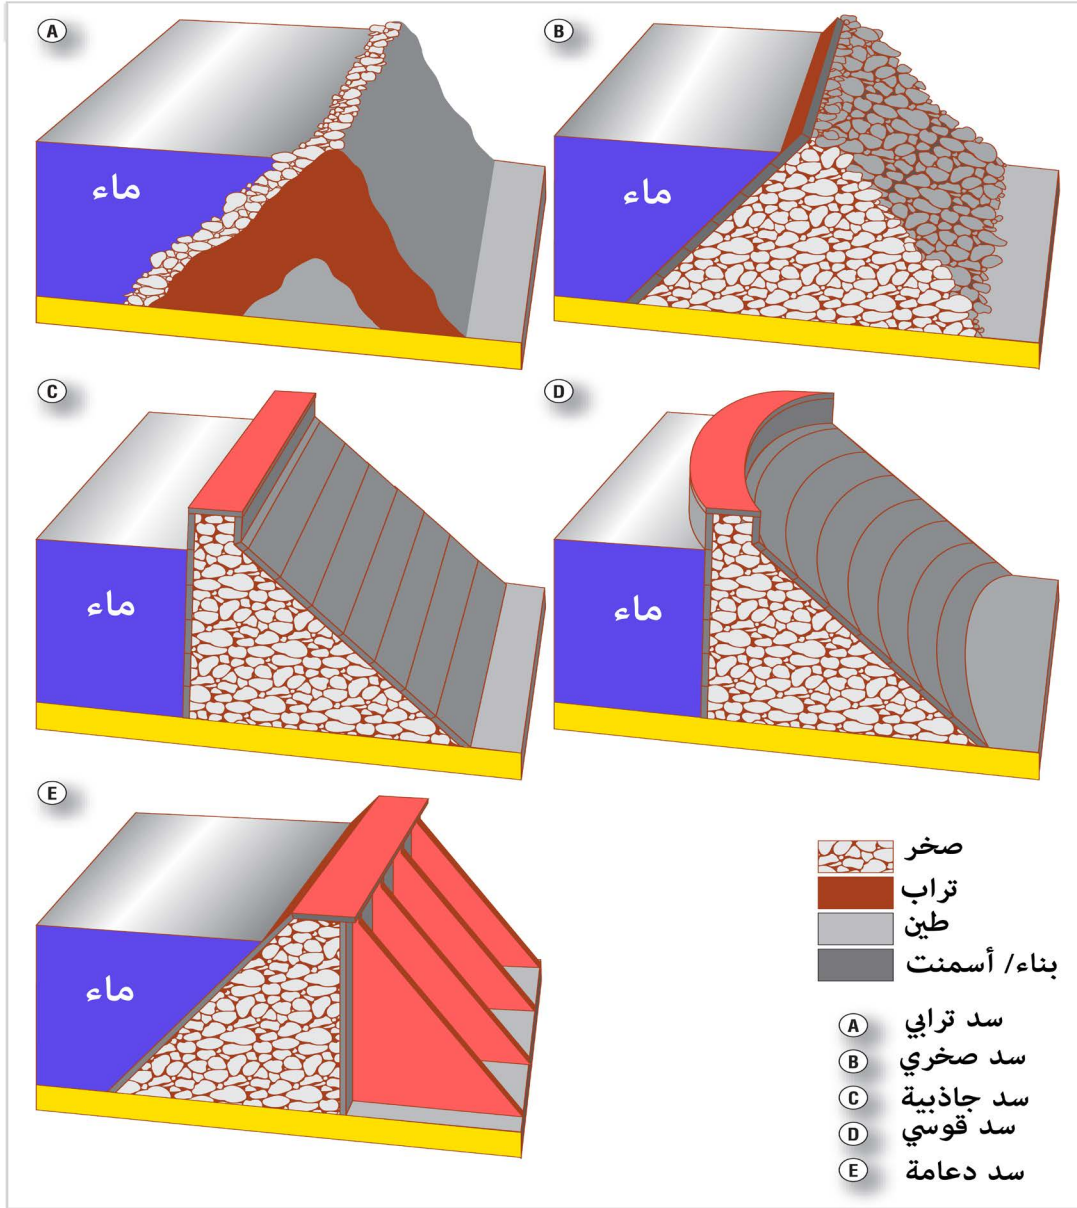 A
ماء
B
ماء
C
ماء
D
ماء
E
ماء
صخر
تراب
طين
بناء/ أسمنت
A سد ترابي
B سد صخري
C سد جاذبية
D سد قوسي
E سد دعامة